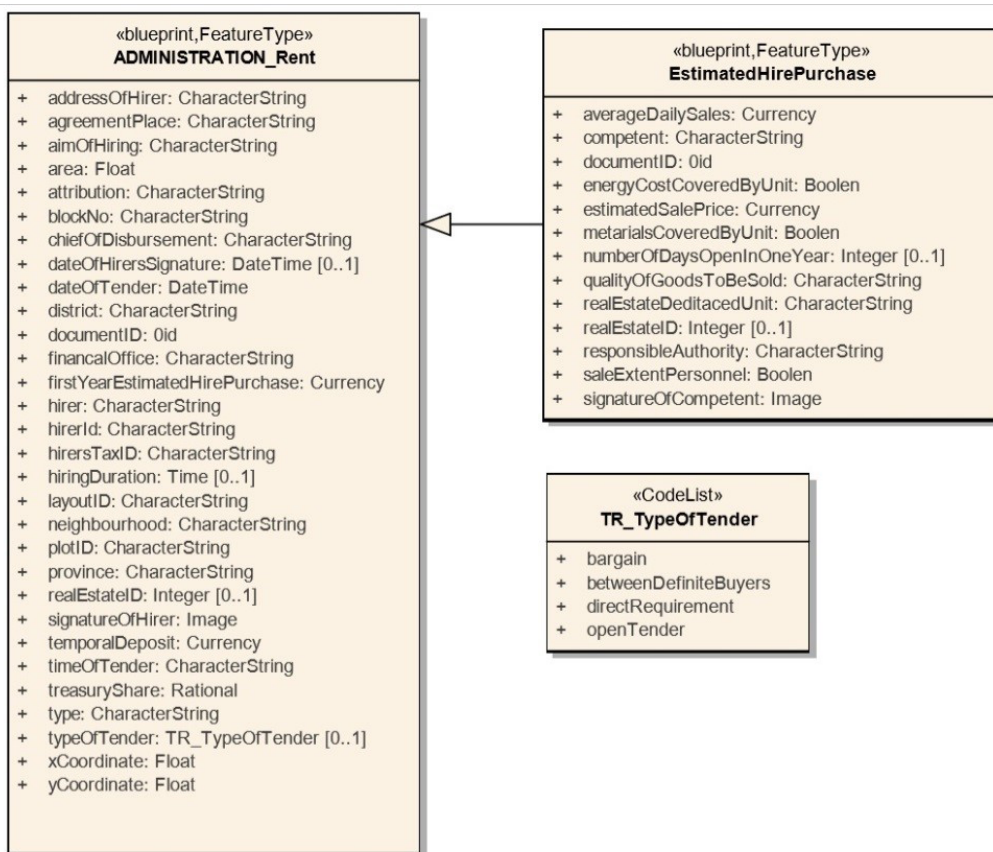 «blueprint,FeatureType»
ADMINISTRATION_Rent
+ addressOfHirer: CharacterString
+ agreementPlace: CharacterString
+ aimOfHiring: CharacterString
+ area: Float
+ attribution: CharacterString
+ blockNo: CharacterString
+ chiefOfDisbursement: CharacterString
+ dateOfHirersSignature: DateTime [0..1]
+ dateOfTender: DateTime
+ district: CharacterString
+ documentID: 0id
+ financalOffice: CharacterString
+ firstYearEstimatedHirePurchase: Currency
+ hirer: CharacterString
+ hirerId: CharacterString
+ hirersTaxID: CharacterString
+ hiringDuration: Time [0..1]
+ layoutID: CharacterString
+ neighbourhood: CharacterString
+ plotID: CharacterString
+ province: CharacterString
+ realEstateID: Integer [0..1]
+ signatureOfHirer: Image
+ temporalDeposit: Currency
+ timeOfTender: CharacterString
+ treasuryShare: Rational
+ type: CharacterString
+ typeOfTender: TR_TypeOfTender [0..1]
+ xCoordinate: Float
+ yCoordinate: Float
«blueprint,FeatureType»
EstimatedHirePurchase
+ averageDailySales: Currency
+ competent: CharacterString
+ documentID: 0id
+ energyCostCoveredByUnit: Boolen
+ estimatedSalePrice: Currency
+ metarialsCoveredByUnit: Boolen
+ numberOfDaysOpenInOneYear: Integer [0..1]
+ qualityOfGoodsToBeSold: CharacterString
+ realEstateDeditacedUnit: CharacterString
+ realEstateID: Integer [0..1]
+ responsibleAuthority: CharacterString
+ saleExtentPersonnel: Boolen
+ signatureOfCompetent: Image
«CodeList»
TR_TypeOfTender
+ bargain
+ betweenDefiniteBuyers
+ directRequirement
+ openTender